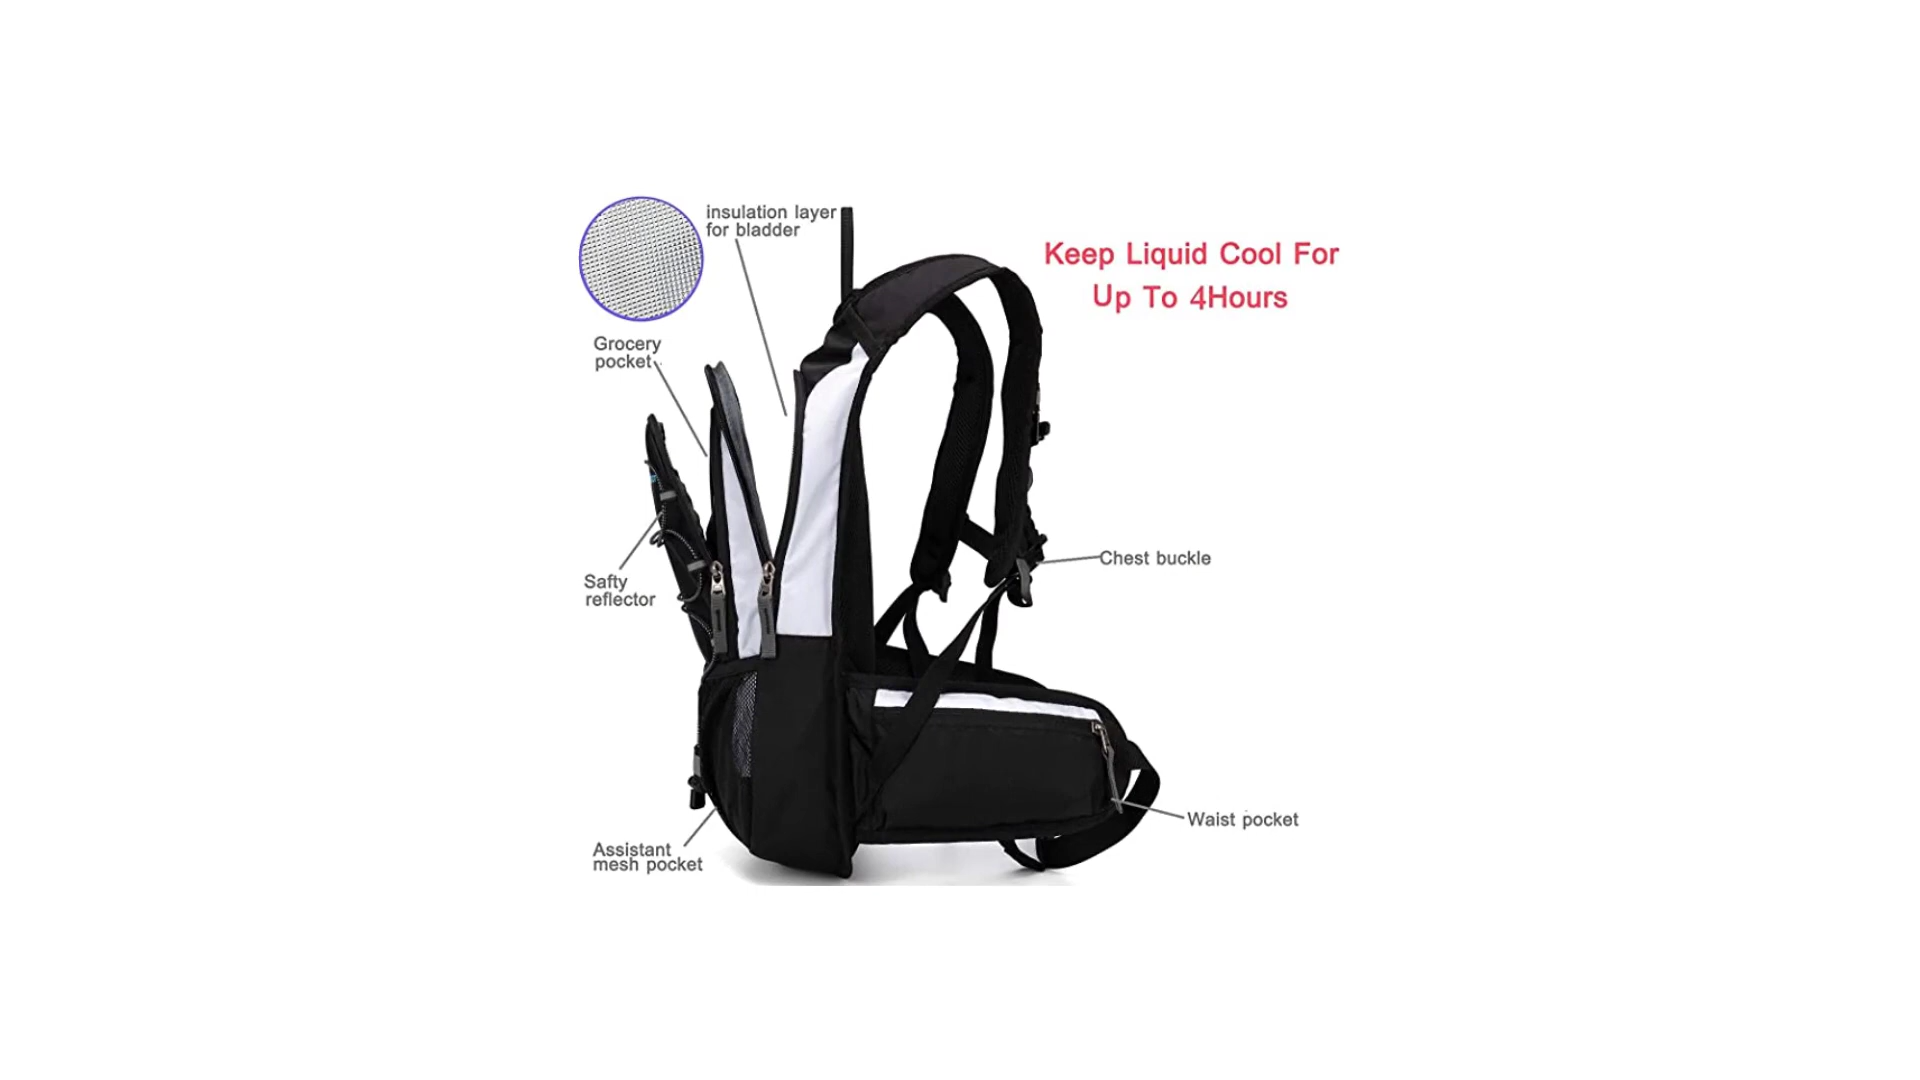 insulation layer
for bladder
Keep Liquid Cool For
Up To 4Hours
Grocery
pocket
Safty
reflector
Chest buckle
Waist pocket
Assistant
mesh pocket